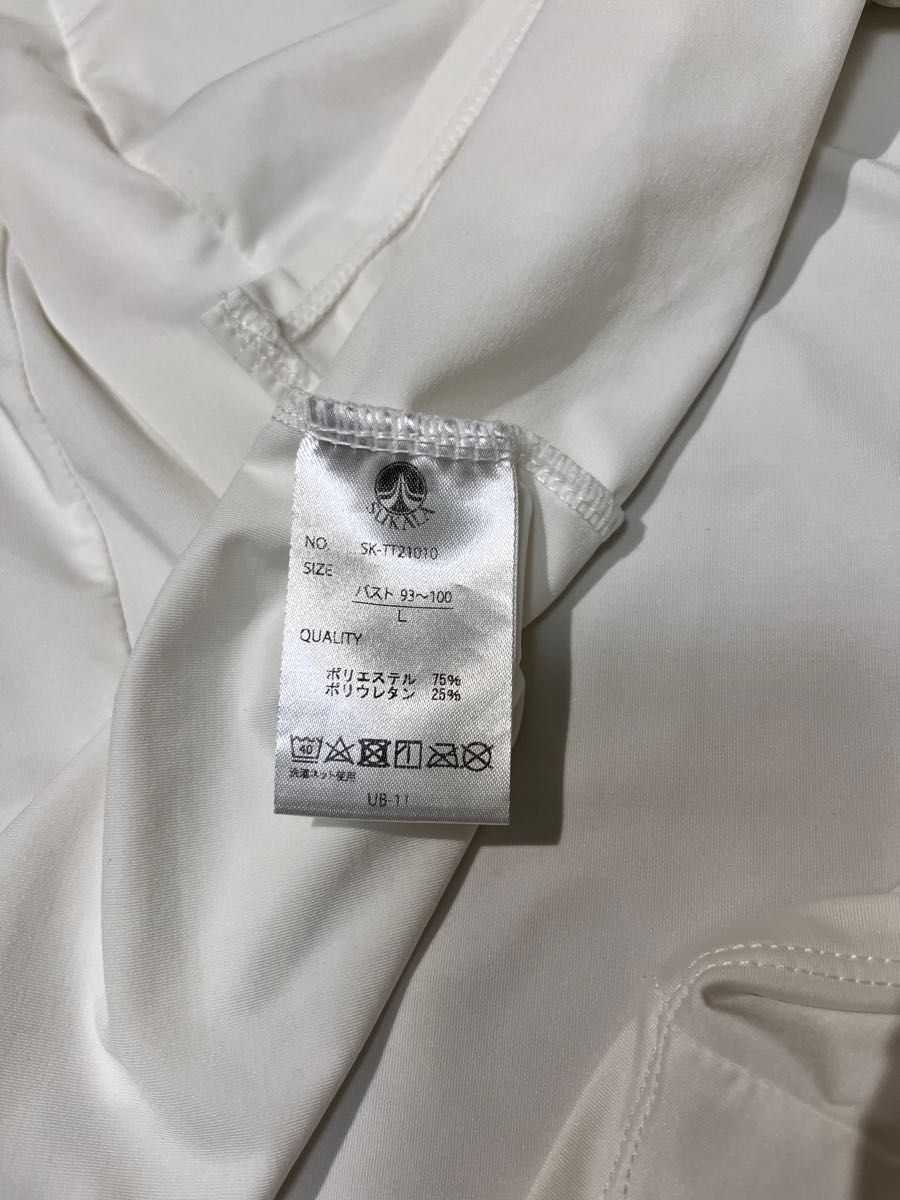 SUKALA
NO. SK-TT21010
SIZE
バスト 93～100
L
QUALITY
ポリエステル 75%
ポリウレタン 25%
40
洗濯ネット使用
UB-11